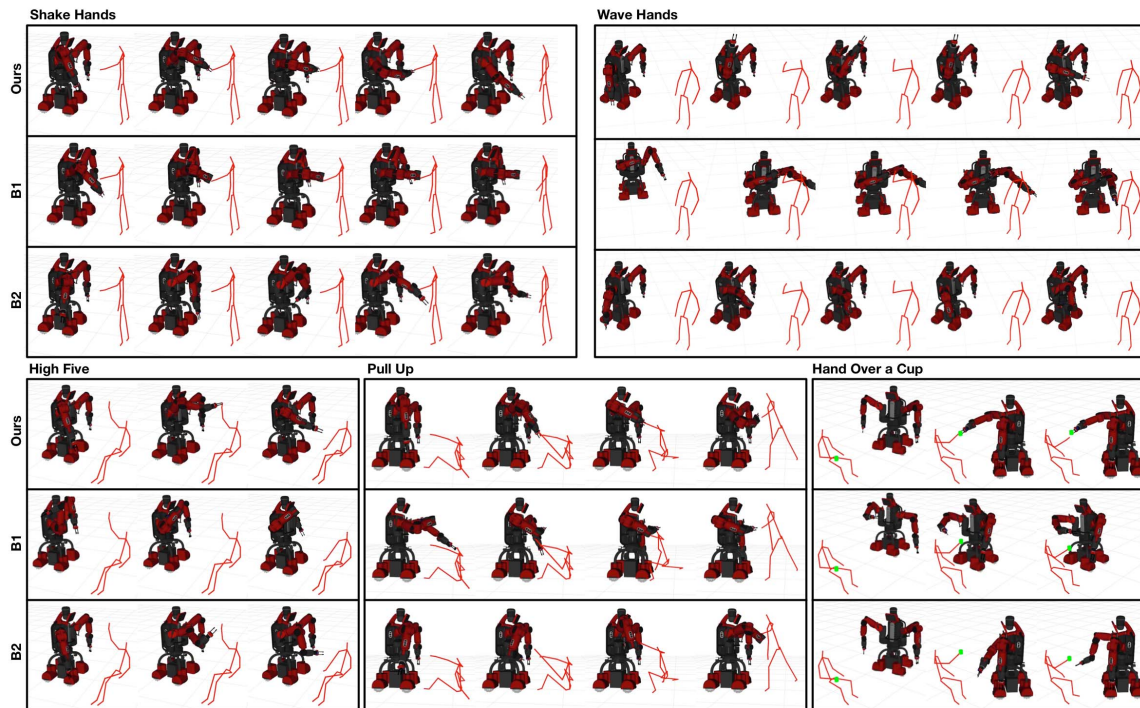 Shake Hands
Wave Hands
Ours
B1
B2
High Five
Pull Up
Hand Over a Cup
Ours
B1
B2